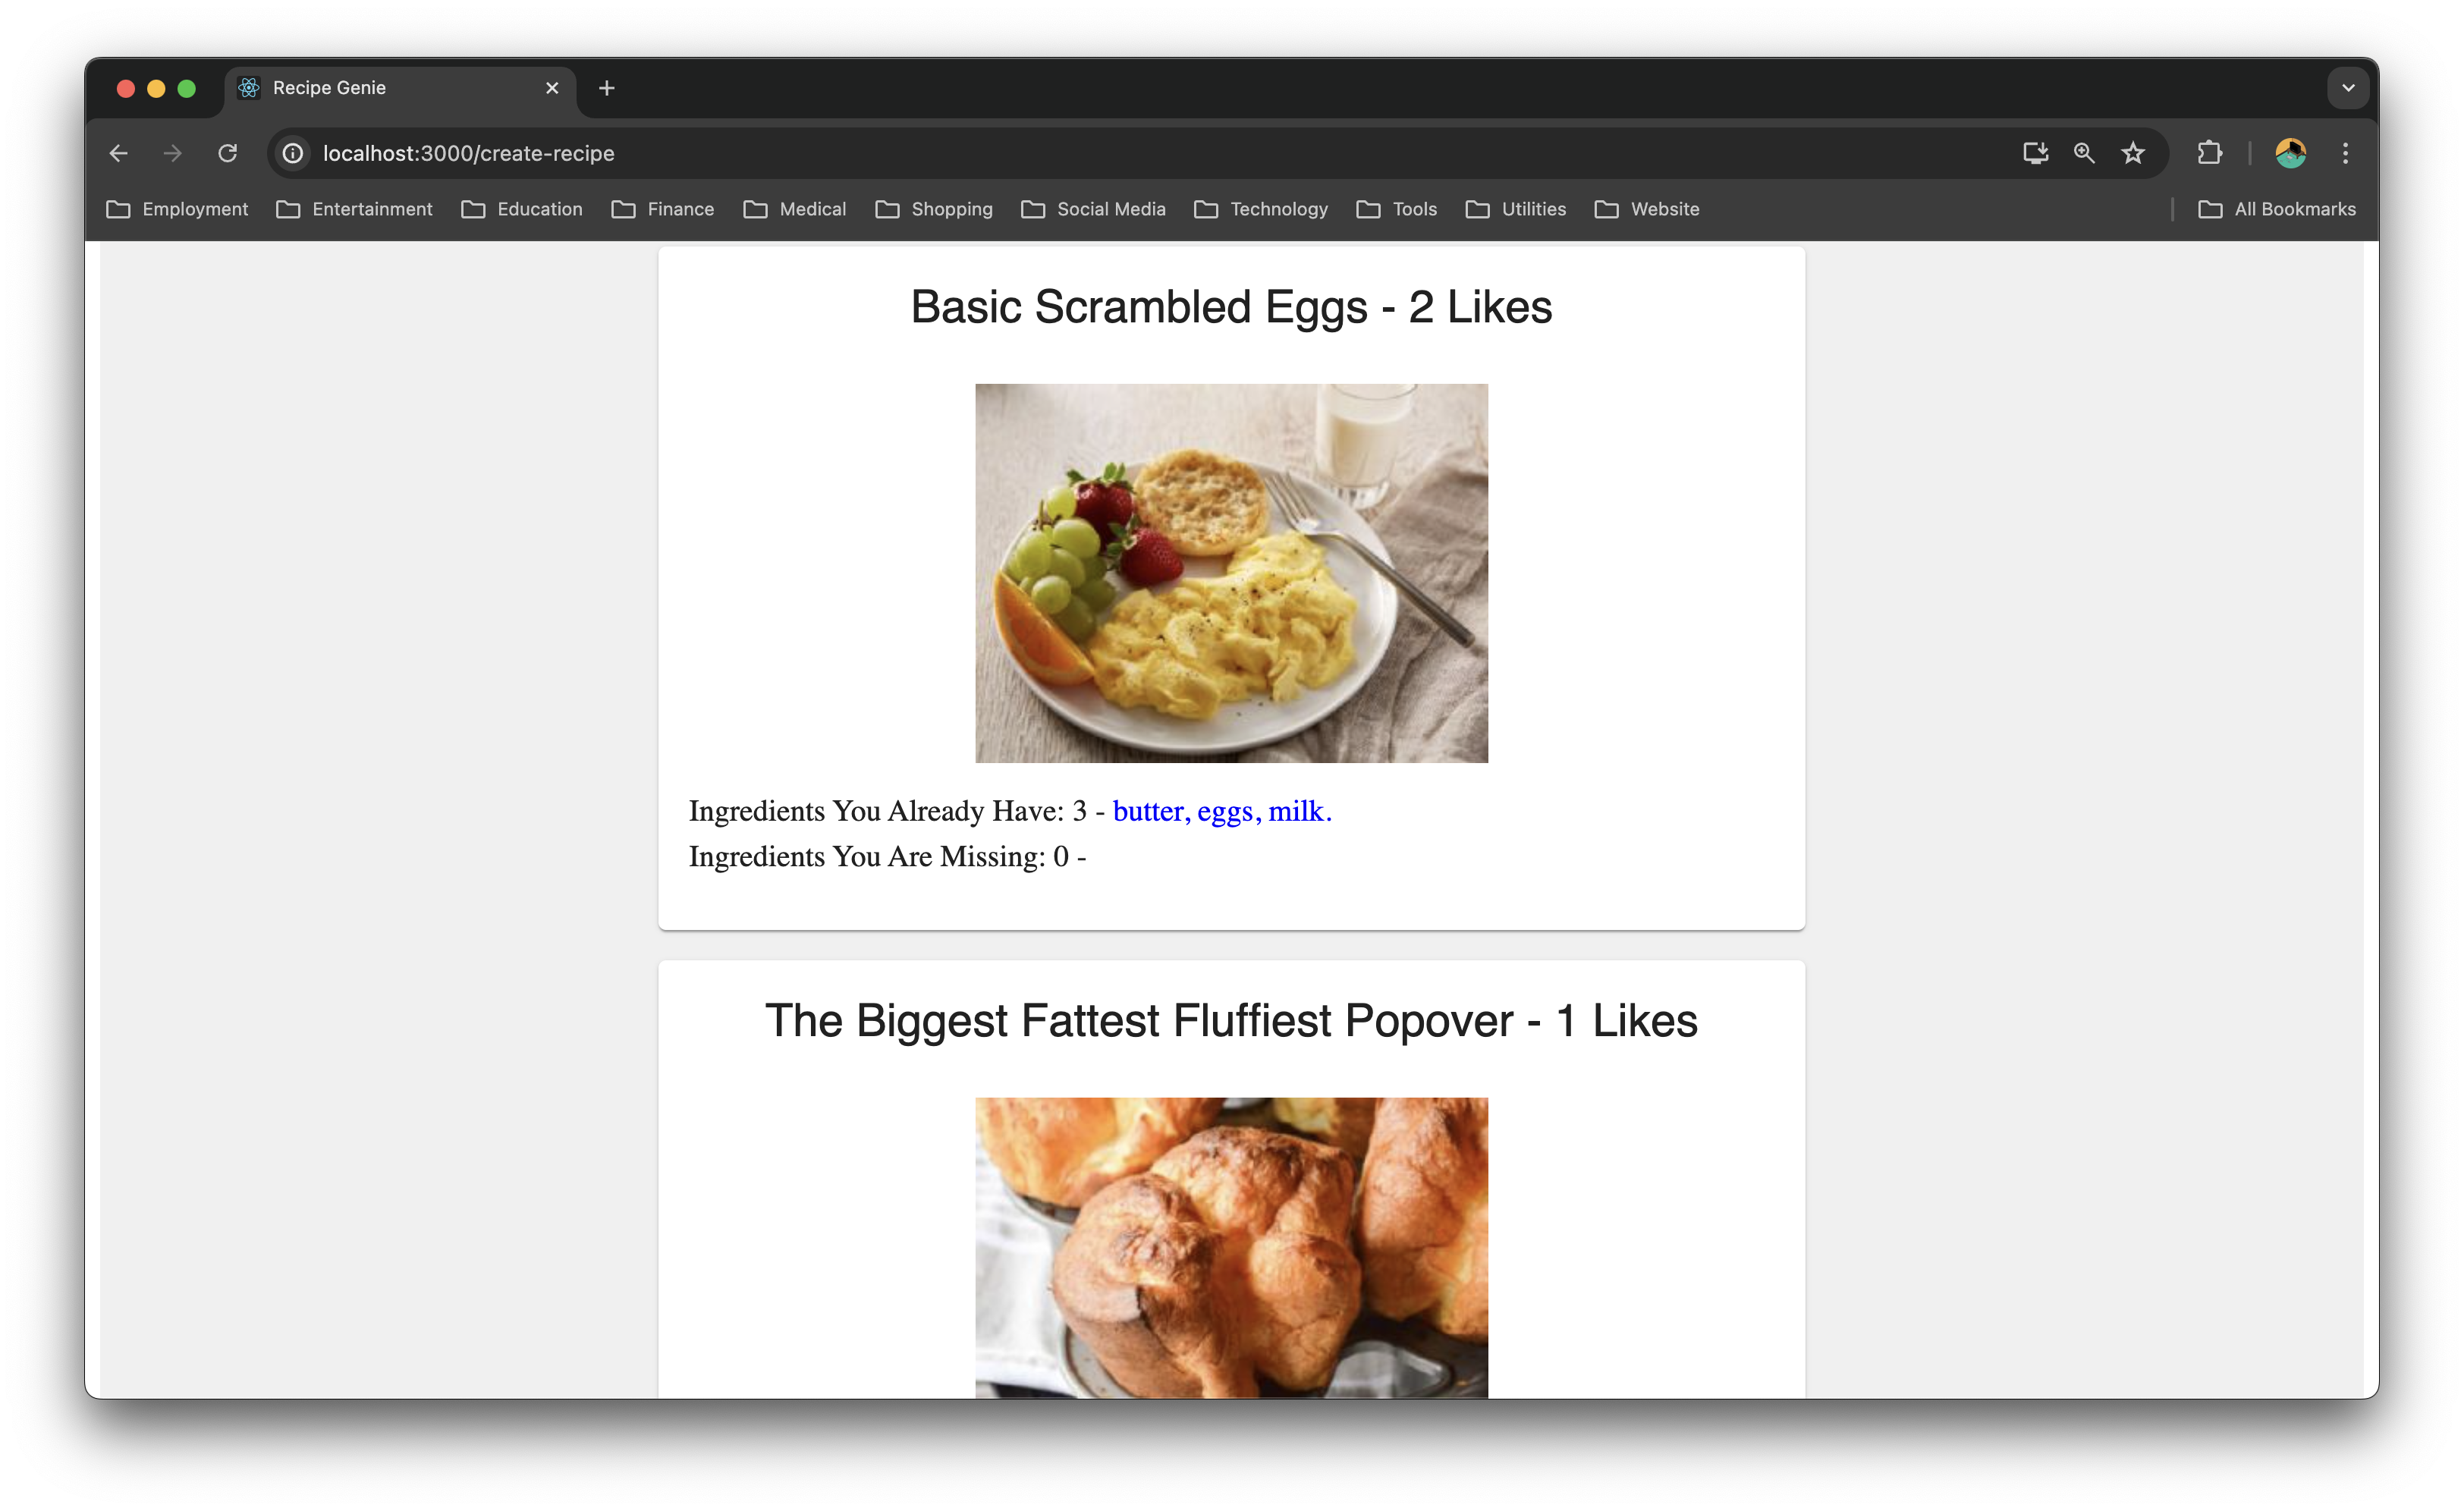 Recipe Genie
localhost:3000/create-recipe
Employment Entertainment Education Finance Medical Shopping Social Media Technology Tools Utilities Website All Bookmarks
Basic Scrambled Eggs - 2 Likes
Ingredients You Already Have: 3 - butter, eggs, milk.
Ingredients You Are Missing: 0 -
The Biggest Fattest Fluffiest Popover - 1 Likes